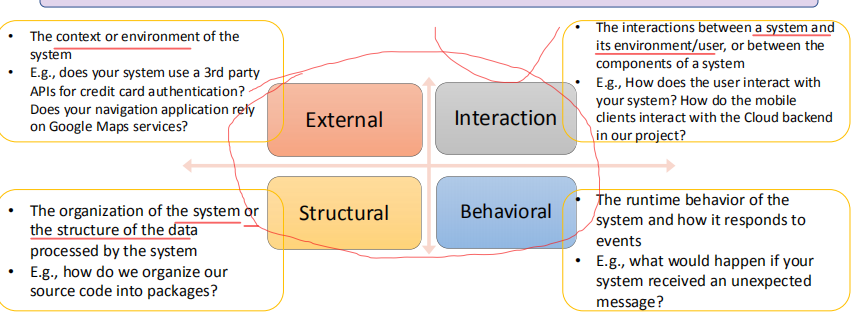 • The context or environment of the
system
• E.g., does your system use a 3rd party
APIs for credit card authentication?
Does your navigation application rely
on Google Maps services?
External
Interaction
• The interactions between a system and
its environment/user, or between the
components of a system
• E.g., How does the user interact with
your system? How do the mobile
clients interact with the Cloud backend
in our project?
• The organization of the system or
the structure of the data
processed by the system
• E.g., how do we organize our
source code into packages?
Structural
Behavioral
• The runtime behavior of the
system and how it responds to
events
• E.g., what would happen if your
system received an unexpected
message?